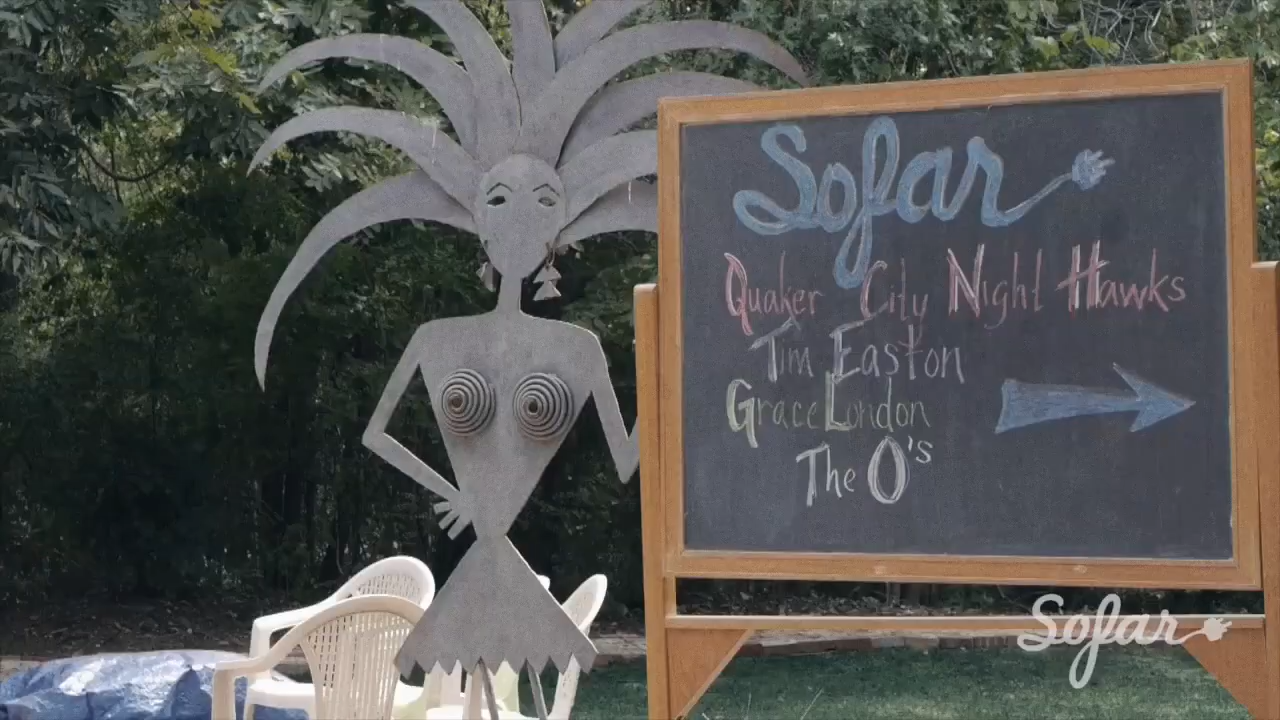 Sofar
Quaker City Night Hawks
Tim Easton
Grace London
The O's
Sofar